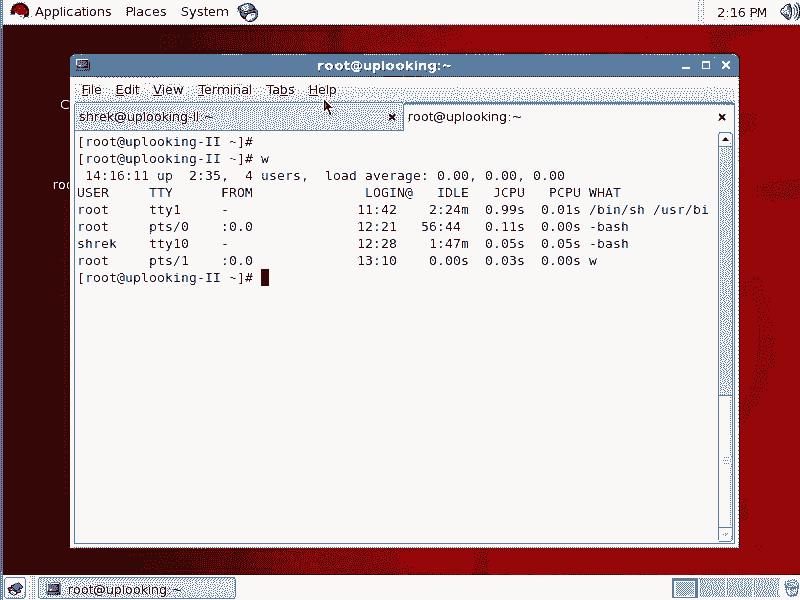 Applications Places System 2:16 PM
root@uplooking:~
File Edit View Terminal Tabs Help
shrek@uplooking-II:~ root@uplooking:~
[root@uplooking-II ~]#
[root@uplooking-II ~]# w
 14:16:11 up  2:35,  4 users,  load average: 0.00, 0.00, 0.00
USER     TTY      FROM              LOGIN@   IDLE   JCPU   PCPU WHAT
root     tty1     -                11:42    2:24m  0.99s  0.01s /bin/sh /usr/bi
root     pts/0    :0.0             12:21   56:44   0.11s  0.00s -bash
shrek    tty10    -                12:28    1:47m  0.05s  0.05s -bash
root     pts/1    :0.0             13:10    0.00s  0.03s  0.00s w
[root@uplooking-II ~]#
root@uplooking:~